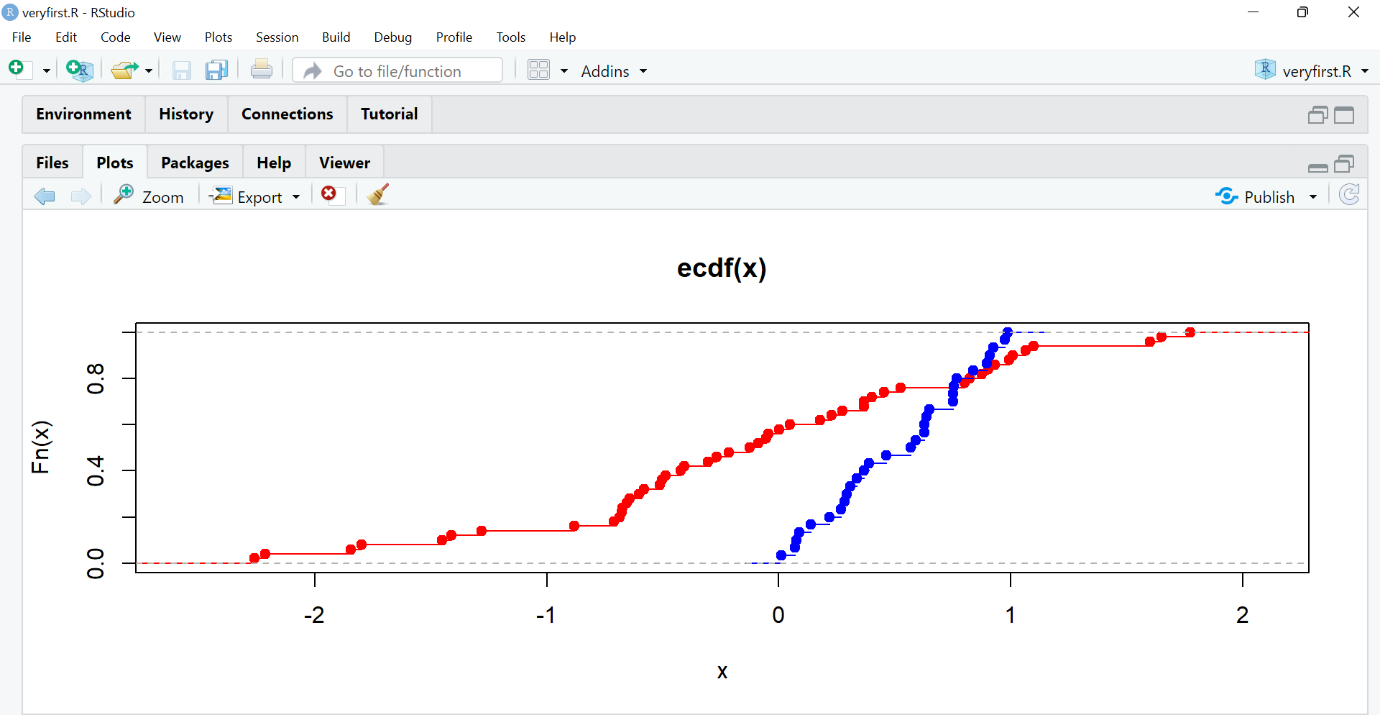 R veryfirst.R - RStudio
File Edit Code View Plots Session Build Debug Profile Tools Help
R Go to file/function Addins R veryfirst.R
Environment History Connections Tutorial
Files Plots Packages Help Viewer
Zoom Export Publish
ecdf(x)
Fn(x)
0.8
0.4
0.0
-2 -1 0 1 2
x